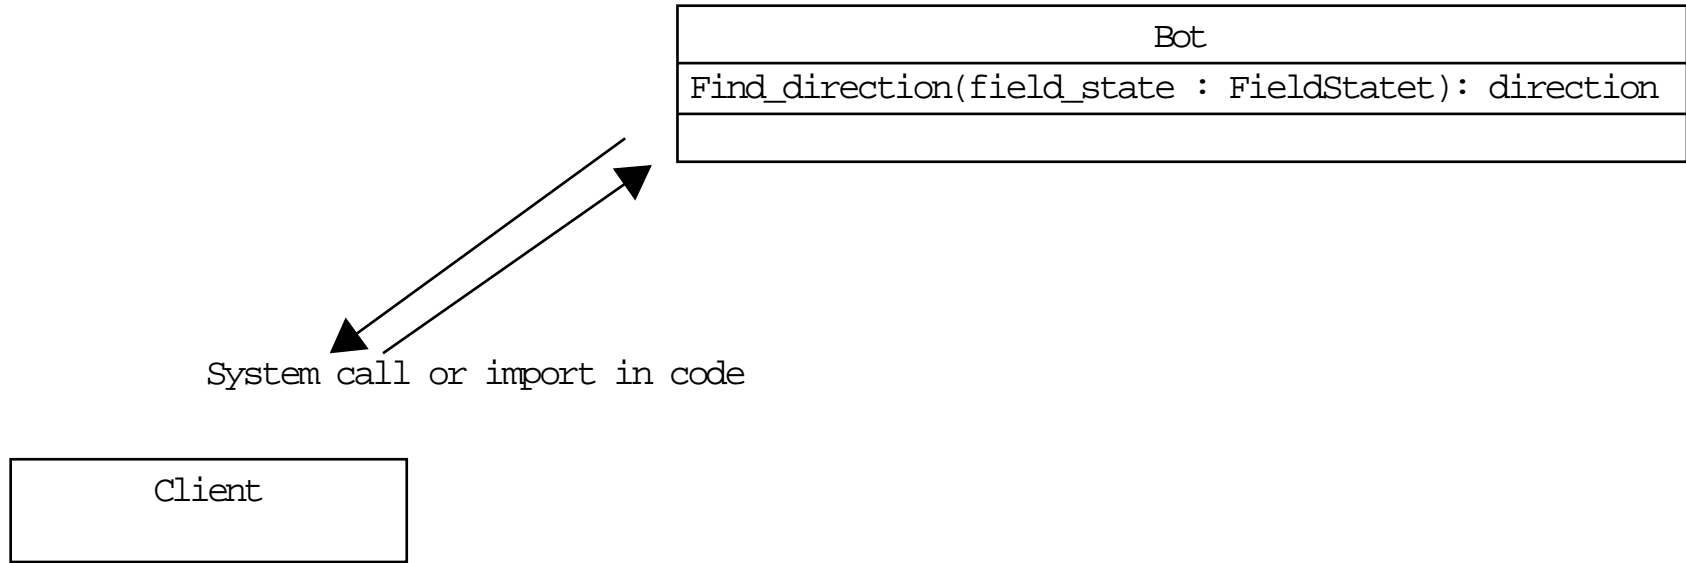 Bot
Find_direction(field_state : FieldStatet): direction
System call or import in code
Client